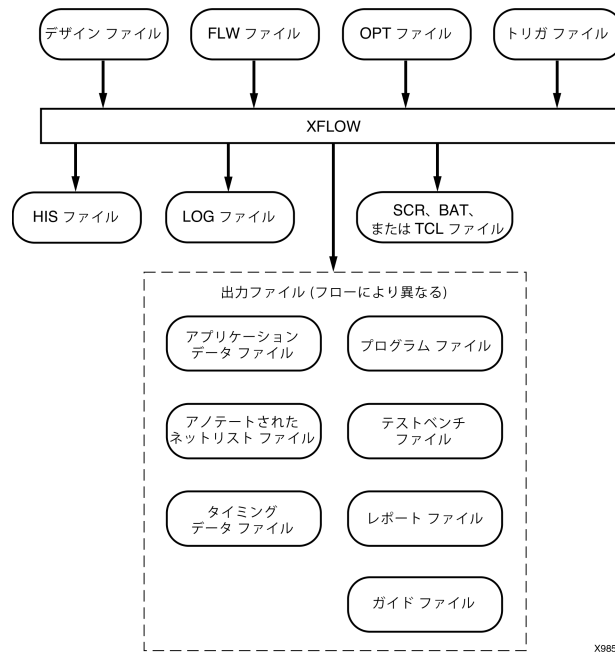 デザイン ファイル
FLW ファイル
OPT ファイル
トリガ ファイル
XFLOW
HIS ファイル
LOG ファイル
SCR、BAT、
または TCL ファイル
出力ファイル (フローにより異なる)
アプリケーション
データ ファイル
プログラム ファイル
アノテートされた
ネットリスト ファイル
テストベンチ
ファイル
タイミング
データ ファイル
レポート ファイル
ガイド ファイル